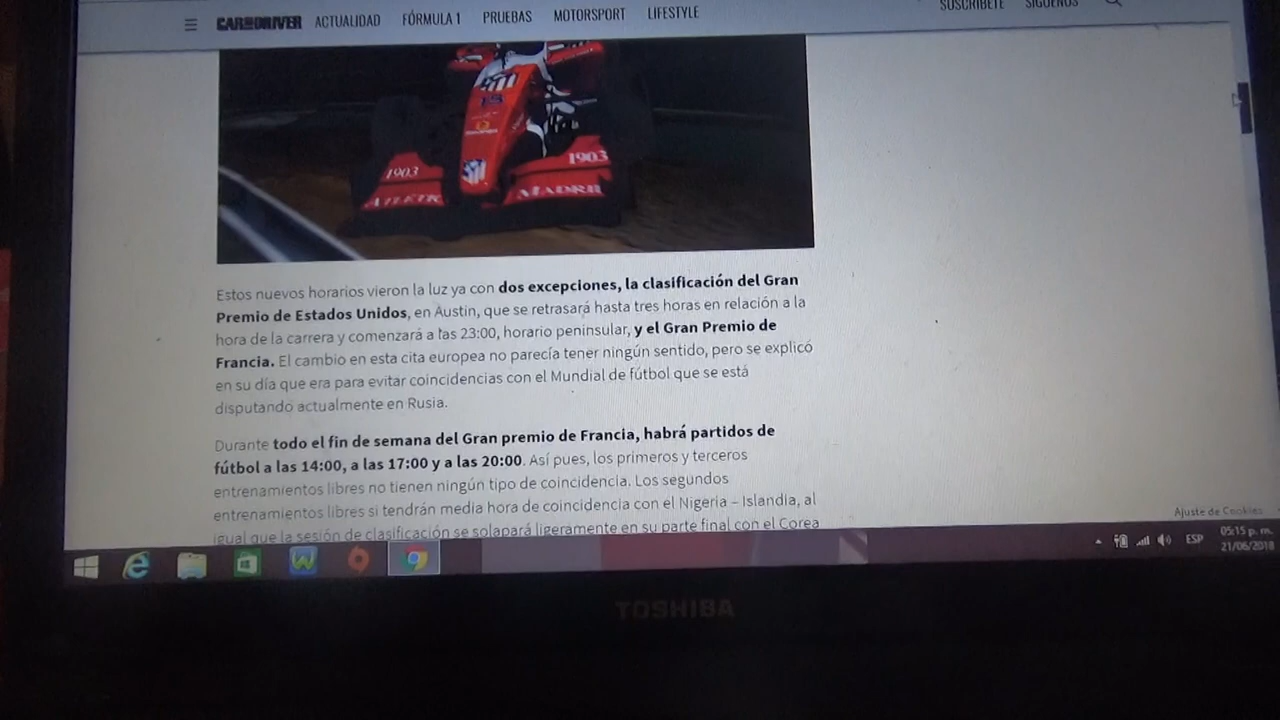 CAR AND DRIVER ACTUALIDAD FÓRMULA 1 PRUEBAS MOTORSPORT LIFESTYLE SUSCRÍBETE SÍGUENOS
1903
1903
ATLETIC
MADRID
Estos nuevos horarios vieron la luz ya con dos excepciones, la clasificación del Gran
Premio de Estados Unidos, en Austin, que se retrasará hasta tres horas en relación a la
hora de la carrera y comenzará a las 23:00, horario peninsular, y el Gran Premio de
Francia. El cambio en esta cita europea no parecía tener ningún sentido, pero se explicó
en su día que era para evitar coincidencias con el Mundial de fútbol que se está
disputando actualmente en Rusia.
Durante todo el fin de semana del Gran premio de Francia, habrá partidos de
fútbol a las 14:00, a las 17:00 y a las 20:00. Así pues, los primeros y terceros
entrenamientos libres no tienen ningún tipo de coincidencia. Los segundos
entrenamientos libres si tendrán media hora de coincidencia con el Nigeria – Islandia, al
igual que la sesión de clasificación se solapará ligeramente en su parte final con el Corea
Ajuste de Cookies
ESP
05:15 p. m.
21/06/2018
TOSHIBA